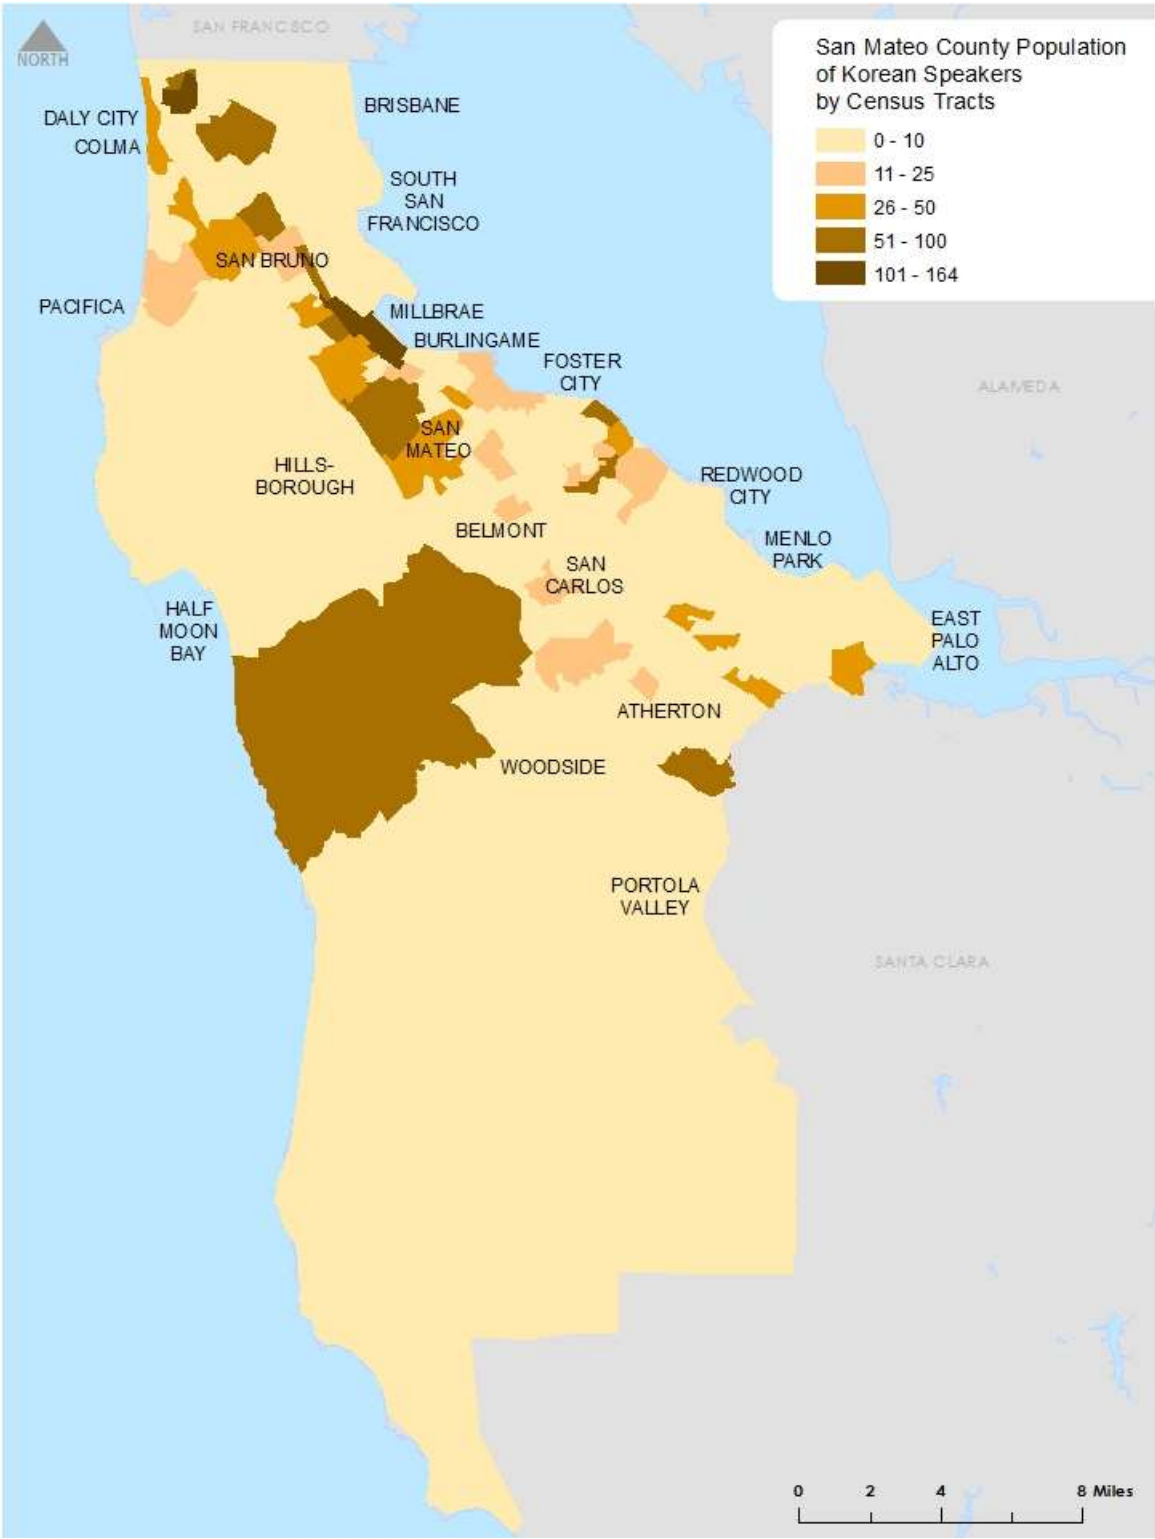 SAN FRANCISCO
NORTH
San Mateo County Population
of Korean Speakers
by Census Tracts
0 - 10
11 - 25
26 - 50
51 - 100
101 - 164
DALY CITY
COLMA
BRISBANE
SOUTH
SAN
FRANCISCO
SAN BRUNO
PACIFICA
MILLBRAE
BURLINGAME
FOSTER
CITY
ALAMEDA
SAN
MATEO
HILLS-
BOROUGH
REDWOOD
CITY
BELMONT
MENLO
PARK
SAN
CARLOS
HALF
MOON
BAY
EAST
PALO
ALTO
ATHERTON
WOODSIDE
PORTOLA
VALLEY
SANTA CLARA
0 2 4 8 Miles